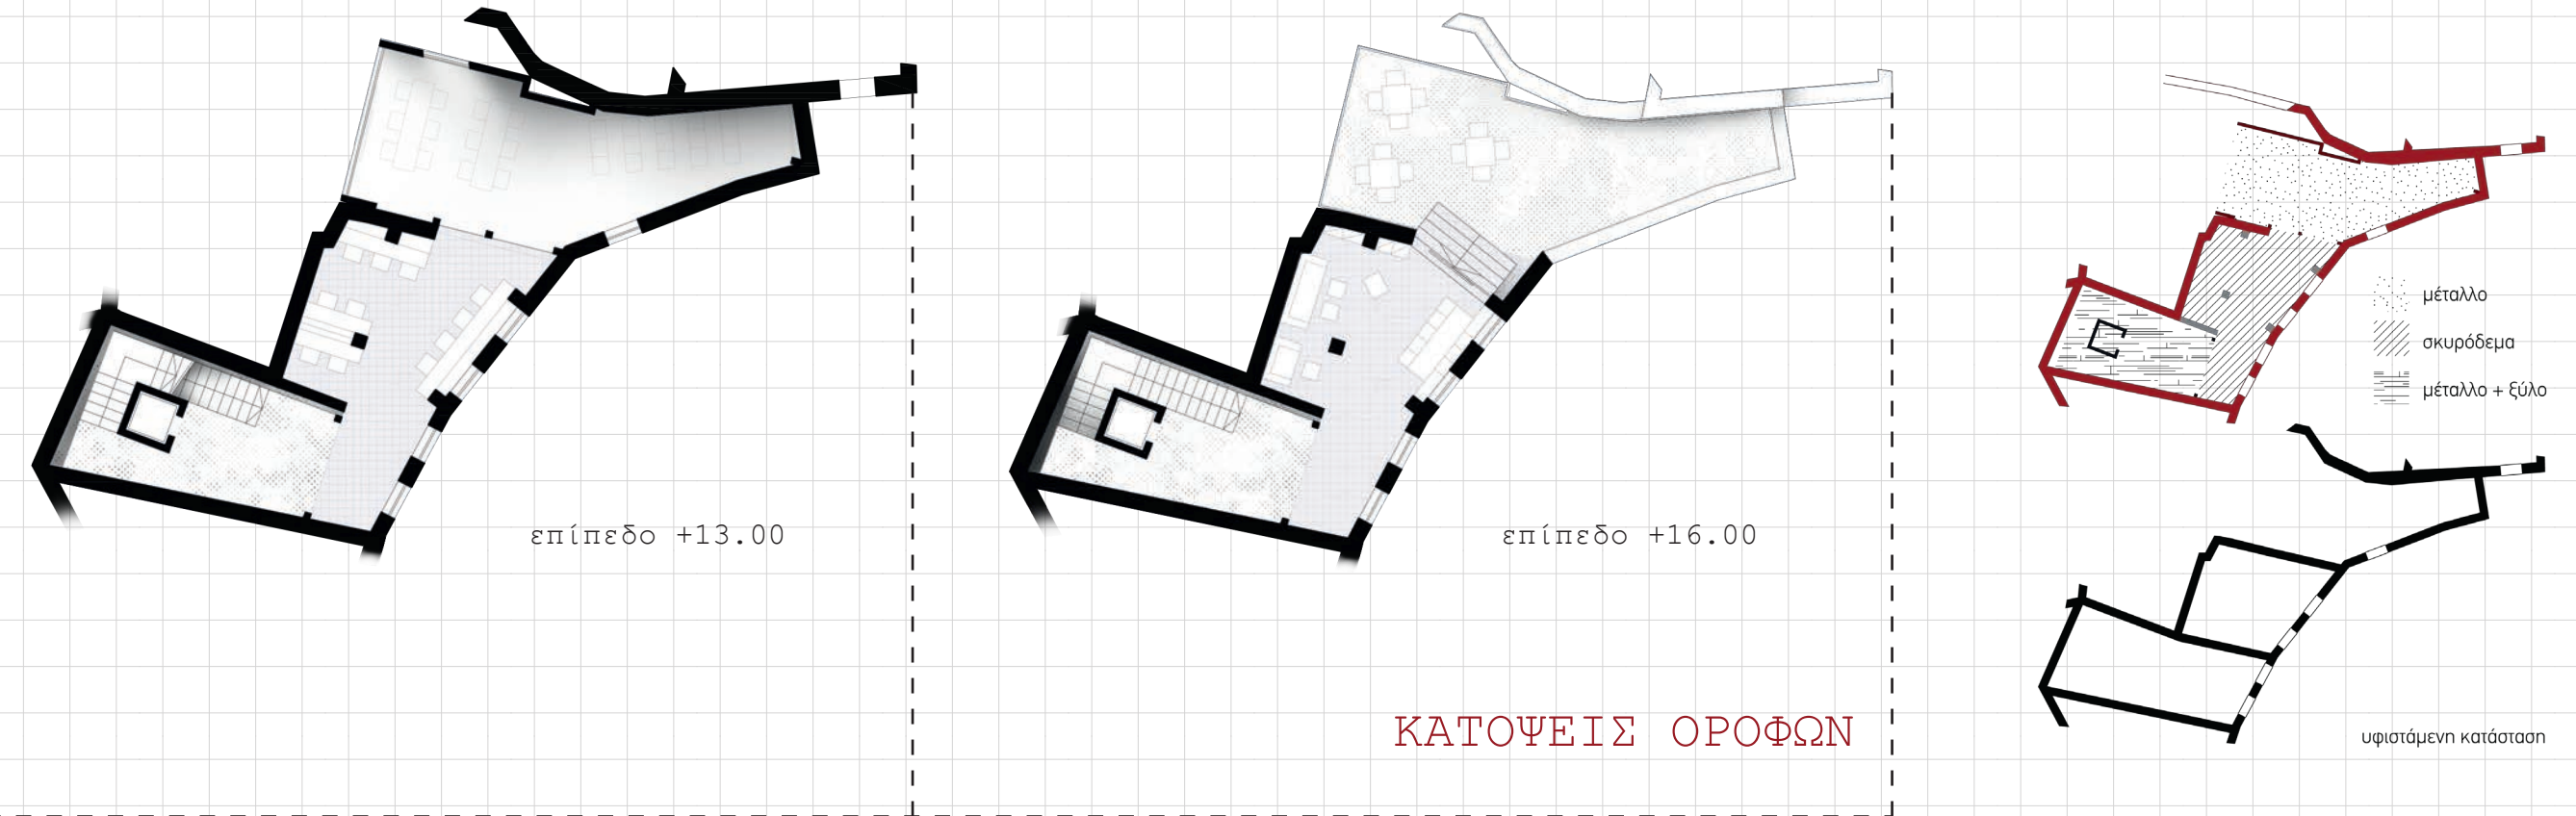 επίπεδο +13.00
επίπεδο +16.00
ΚΑΤΟΨΕΙΣ ΟΡΟΦΩΝ
μέταλλο
σκυρόδεμα
μέταλλο + ξύλο
υφιστάμενη κατάσταση